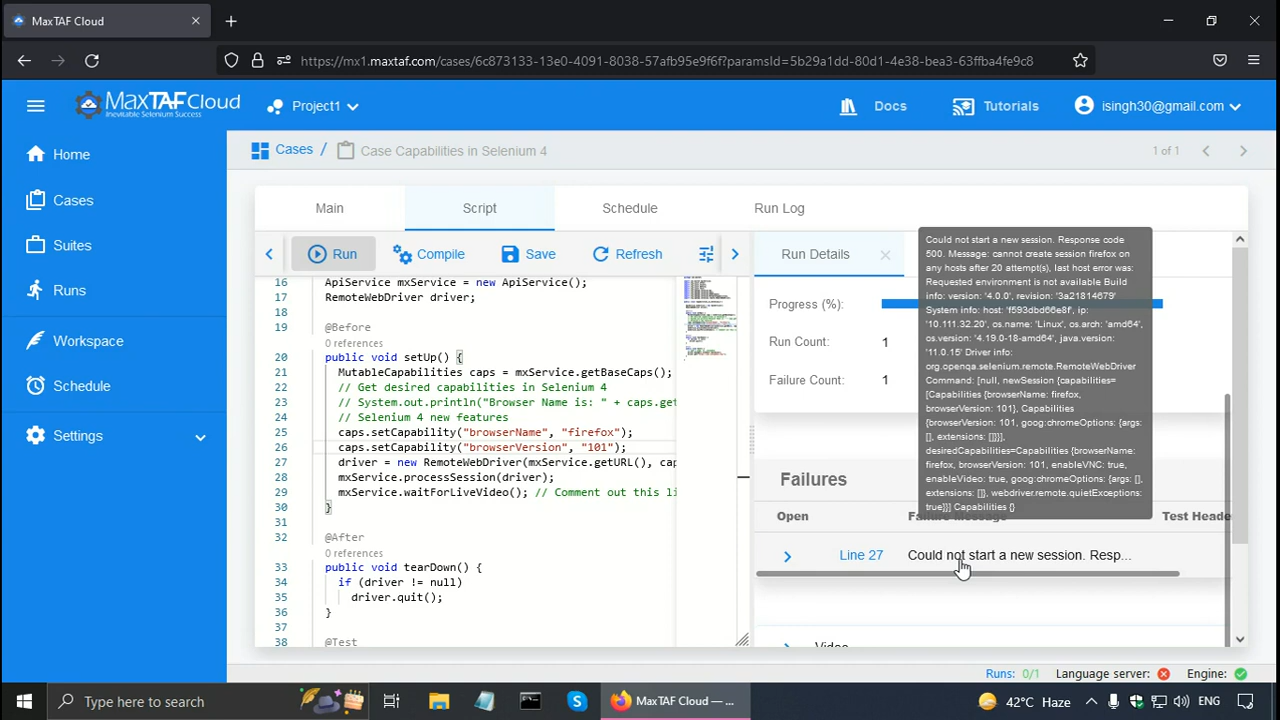 MaxTAF Cloud
https://mx1.maxtaf.com/cases/6c873133-13e0-4091-8038-57afb95e9f6f?paramsId=5b29a1dd-80d1-4e38-bea3-63ffba4fe9c8
MaxTAFCloud
Inevitable Selenium Success
Project1
Docs
Tutorials
isingh30@gmail.com
Home
Cases
Suites
Runs
Workspace
Schedule
Settings
Cases / Case Capabilities in Selenium 4
1 of 1
Main
Script
Schedule
Run Log
Run
Compile
Save
Refresh
16 ApiService mxService = new ApiService();
17 RemoteWebDriver driver;
18
19 @Before
0 references
20 public void setUp() {
21 MutableCapabilities caps = mxService.getBaseCaps();
22 // Get desired capabilities in Selenium 4
23 // System.out.println("Browser Name is: " + caps.get
24 // Selenium 4 new features
25 caps.setCapability("browserName", "firefox");
26 caps.setCapability("browserVersion", "101");
27 driver = new RemoteWebDriver(mxService.getURL(), cap
28 mxService.processSession(driver);
29 mxService.waitForLiveVideo(); // Comment out this li
30 }
31
32 @After
0 references
33 public void tearDown() {
34 if (driver != null)
35 driver.quit();
36 }
37
38 @Test
Run Details
Progress (%):
Run Count: 1
Failure Count: 1
Could not start a new session. Response code
500. Message: cannot create session firefox on
any hosts after 20 attempt(s), last host error was:
Requested environment is not available Build
info: version: '4.0.0', revision: '3a21814679'
System info: host: 'f593dbd66e8f', ip:
'10.111.32.20', os.name: 'Linux', os.arch: 'amd64',
os.version: '4.19.0-18-amd64', java.version:
'11.0.15' Driver info:
org.openqa.selenium.remote.RemoteWebDriver
Command: [null, newSession {capabilities=
[Capabilities {browserName: firefox,
browserVersion: 101}, Capabilities
{browserVersion: 101, goog:chromeOptions: {args:
[], extensions: []}}],
desiredCapabilities=Capabilities {browserName:
firefox, browserVersion: 101, enableVNC: true,
enableVideo: true, goog:chromeOptions: {args: [],
extensions: []}, webdriver.remote.quietExceptions:
true}}] Capabilities {}
Failures
Open
Failure Message
Test Heade
Line 27
Could not start a new session. Resp...
Video
Runs: 0/1
Language server:
Engine:
Type here to search
MaxTAF Cloud — ...
42°C Haze
ENG